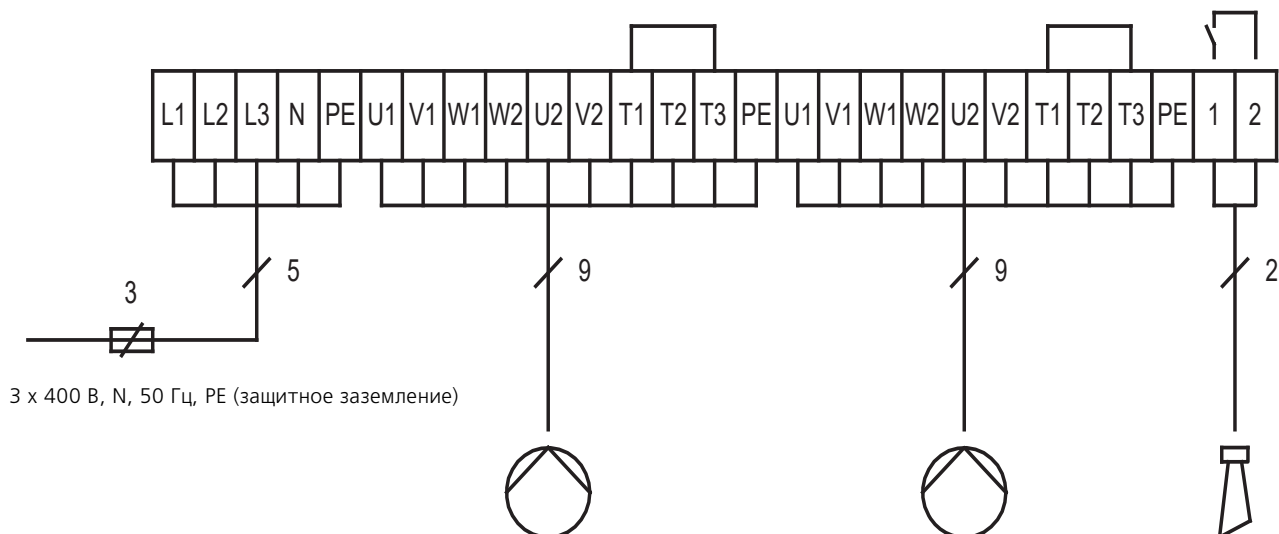 L1 L2 L3 N PE U1 V1 W1 W2 U2 V2 T1 T2 T3 PE U1 V1 W1 W2 U2 V2 T1 T2 T3 PE 1 2
5 9 9 2
3
3 x 400 В, N, 50 Гц, PE (защитное заземление)